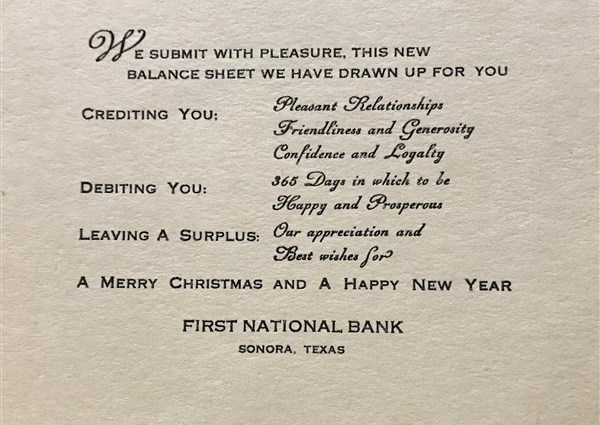 We submit with pleasure, this new
balance sheet we have drawn up for you
Crediting You: Pleasant Relationships
Friendliness and Generosity
Confidence and Loyalty
Debiting You: 365 Days in which to be
Happy and Prosperous
Leaving A Surplus: Our appreciation and
Best wishes for
A Merry Christmas and A Happy New Year
FIRST NATIONAL BANK
SONORA, TEXAS